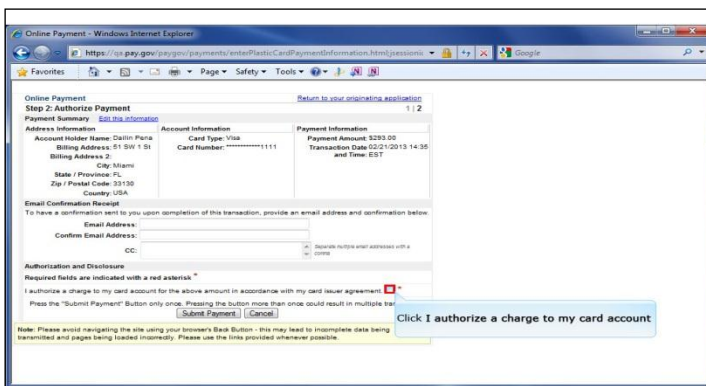 Online Payment - Windows Internet Explorer
https://qa.pay.gov/paygov/payments/enterPlasticCardPaymentInformation.html;jsessioni
Google
Favorites
Page Safety Tools
Online Payment Return to your originating application
Step 2: Authorize Payment 1 | 2
Payment Summary Edit this information
Address Information Account Information Payment Information
Account Holder Name: Dailin Pena Card Type: Visa Payment Amount: $293.00
Billing Address: 51 SW 1 St Card Number: ************1111 Transaction Date 02/21/2013 14:35
Billing Address 2: and Time: EST
City: Miami
State / Province: FL
Zip / Postal Code: 33130
Country: USA
Email Confirmation Receipt
To have a confirmation sent to you upon completion of this transaction, provide an email address and confirmation below.
Email Address:
Confirm Email Address:
CC: Separate multiple email addresses with a
comma
Authorization and Disclosure
Required fields are indicated with a red asterisk *
I authorize a charge to my card account for the above amount in accordance with my card issuer agreement. *
Press the "Submit Payment" Button only once. Pressing the button more than once could result in multiple tra
Submit Payment Cancel
Click I authorize a charge to my card account
Note: Please avoid navigating the site using your browser's Back Button - this may lead to incomplete data being
transmitted and pages being loaded incorrectly. Please use the links provided whenever possible.